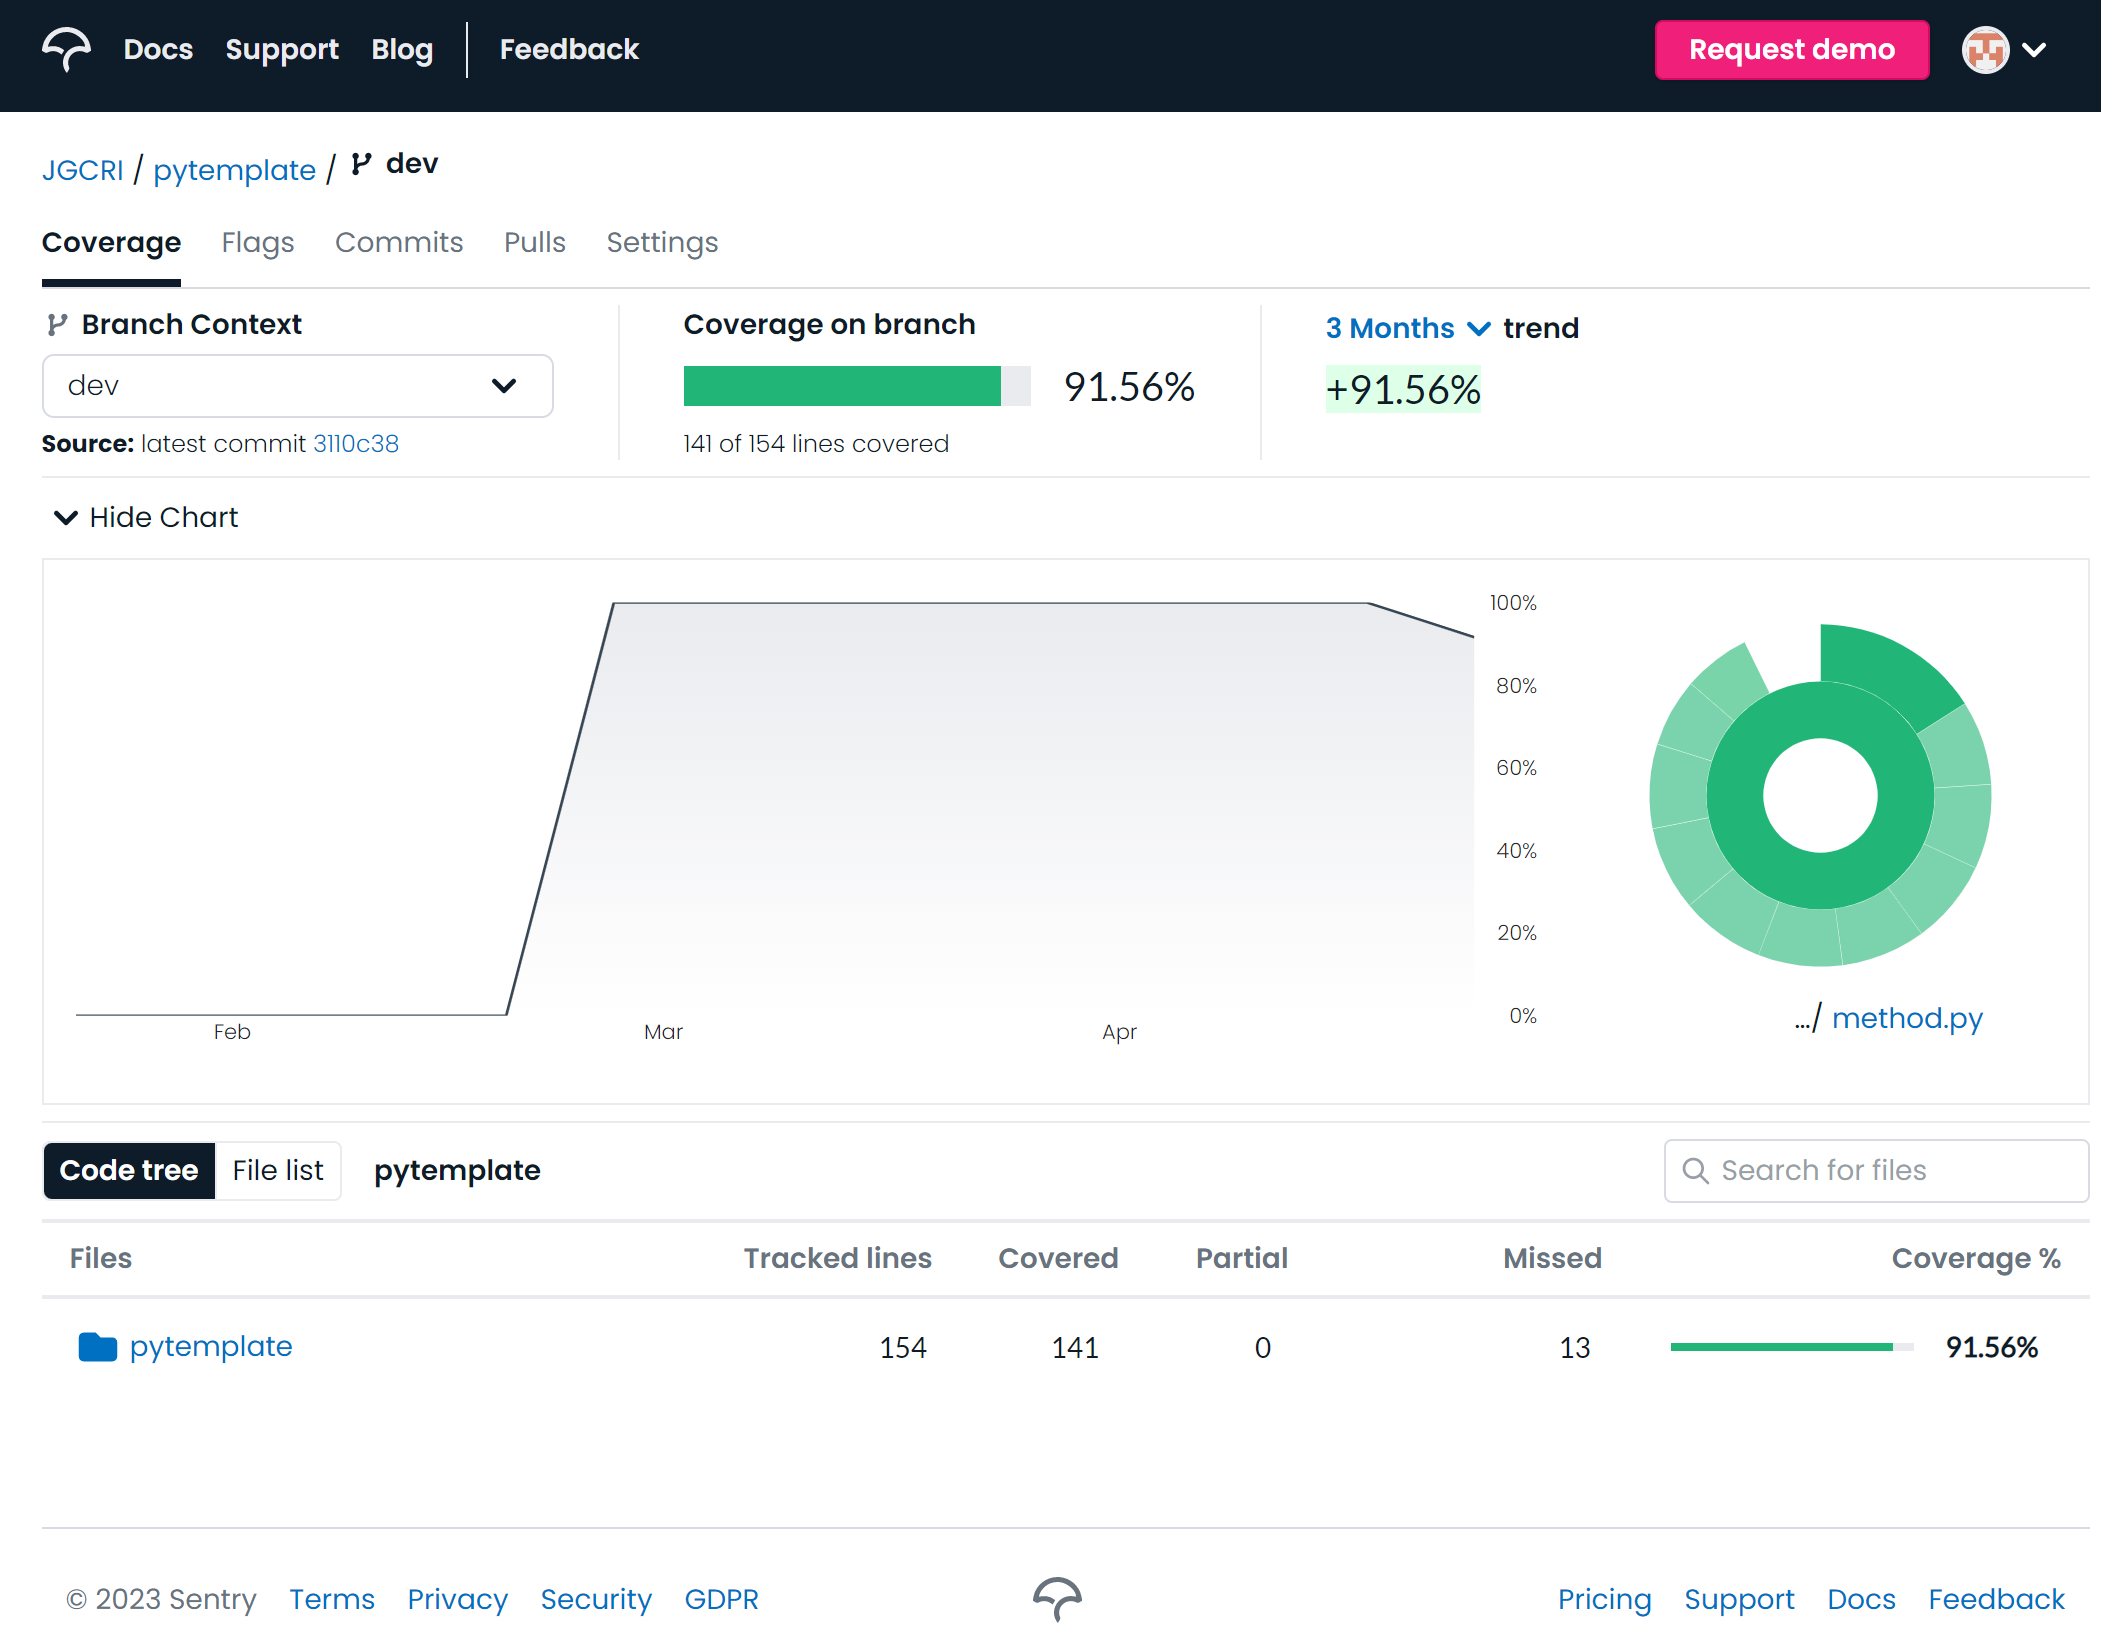 Docs Support Blog Feedback Request demo
JGCRI / pytemplate / dev
Coverage Flags Commits Pulls Settings
Branch Context
dev
Source: latest commit 3110c38
Coverage on branch
91.56%
141 of 154 lines covered
3 Months trend
+91.56%
Hide Chart
100%
80%
60%
40%
20%
0%
Feb Mar Apr
.../ method.py
Code tree File list pytemplate Search for files
Files Tracked lines Covered Partial Missed Coverage %
pytemplate 154 141 0 13 91.56%
© 2023 Sentry Terms Privacy Security GDPR Pricing Support Docs Feedback